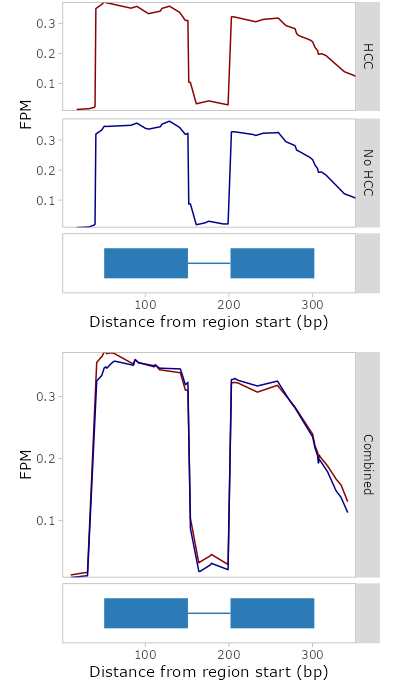 0.3
0.2
0.1
HCC
FPM
0.3
0.2
0.1
No HCC
100 200 300
Distance from region start (bp)
0.3
0.2
0.1
FPM
Combined
100 200 300
Distance from region start (bp)